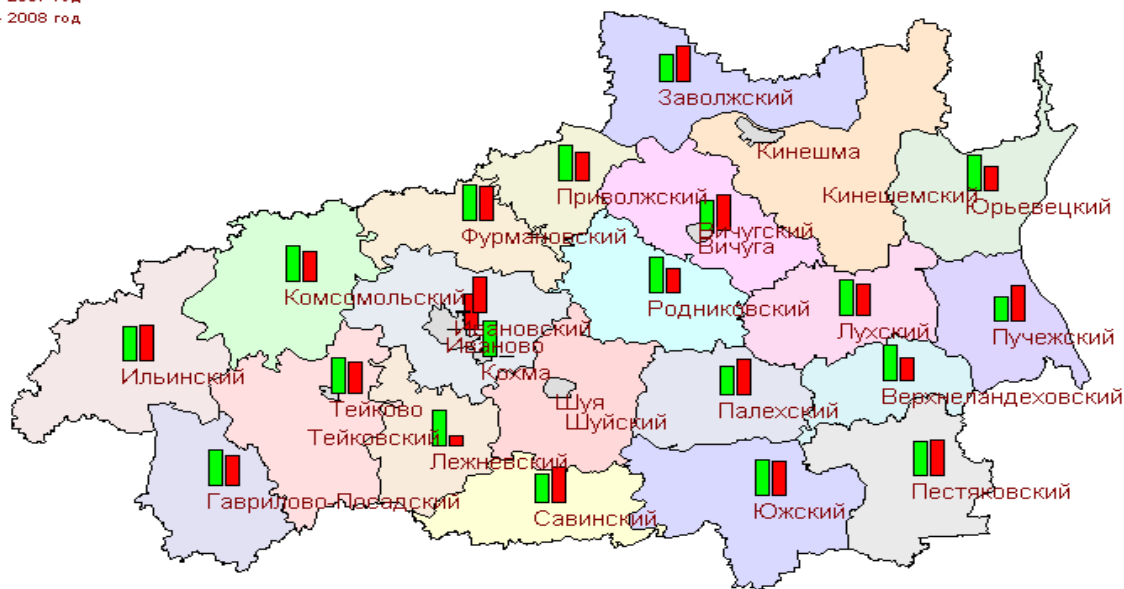 - 2008 год
Заволжский
Кинешма
Приволжский
Кинешемский
Юрьевецкий
Фурмановский
Вичугский
Вичуга
Комсомольский
Родниковский
Ивановский
Иваново
Лухский
Пучежский
Кохма
Ильинский
Тейково
Шуя
Шуйский
Палехский
Верхнеландеховский
Тейковский
Лежневский
Гаврилово-Посадский
Савинский
Южский
Пестяковский